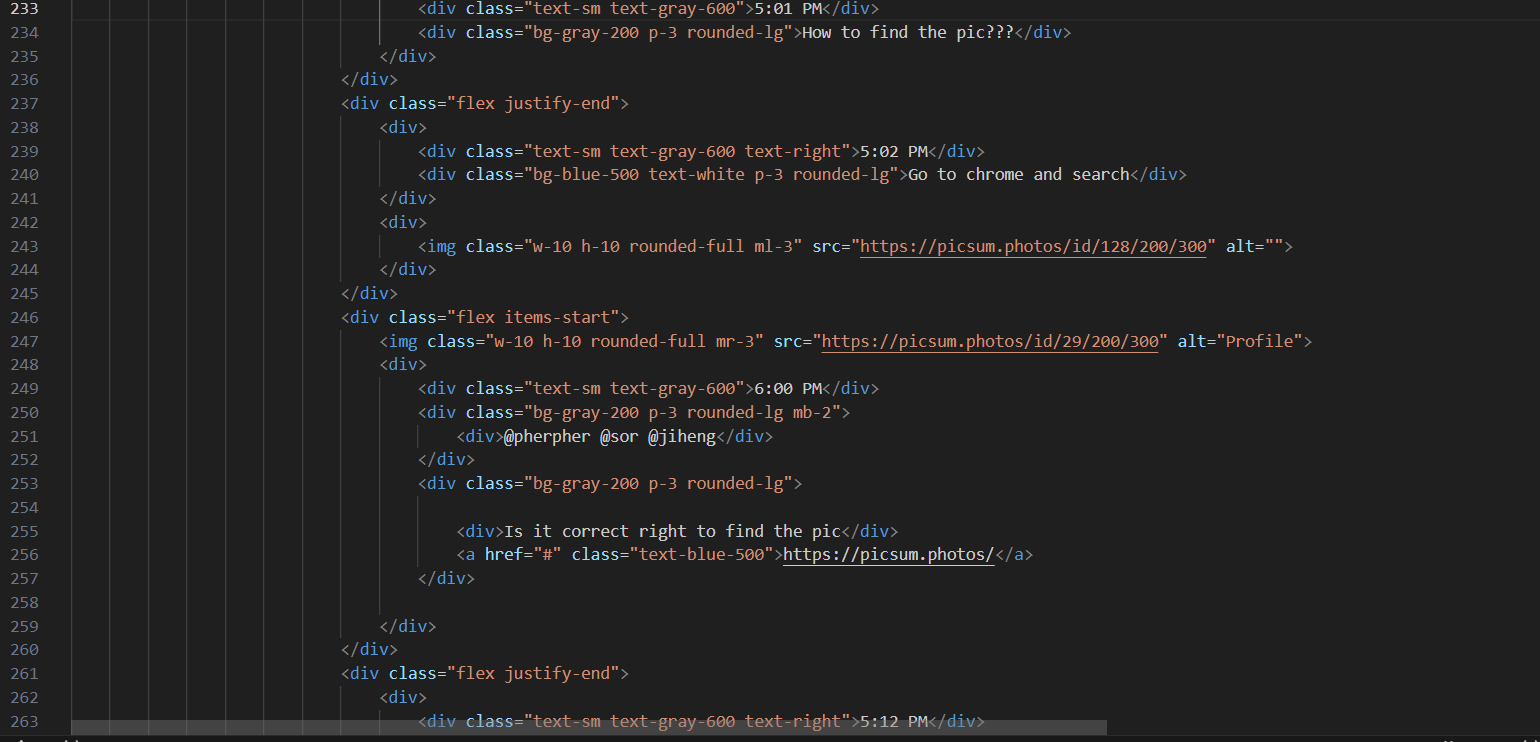 233 <div class="text-sm text-gray-600">5:01 PM</div>
234 <div class="bg-gray-200 p-3 rounded-lg">How to find the pic???</div>
235 </div>
236 </div>
237 <div class="flex justify-end">
238 <div>
239 <div class="text-sm text-gray-600 text-right">5:02 PM</div>
240 <div class="bg-blue-500 text-white p-3 rounded-lg">Go to chrome and search</div>
241 </div>
242 <div>
243 <img class="w-10 h-10 rounded-full ml-3" src="https://picsum.photos/id/128/200/300" alt="">
244 </div>
245 </div>
246 <div class="flex items-start">
247 <img class="w-10 h-10 rounded-full mr-3" src="https://picsum.photos/id/29/200/300" alt="Profile">
248 <div>
249 <div class="text-sm text-gray-600">6:00 PM</div>
250 <div class="bg-gray-200 p-3 rounded-lg mb-2">
251 <div>@pherpher @sor @jiheng</div>
252 </div>
253 <div class="bg-gray-200 p-3 rounded-lg">
254
255 <div>Is it correct right to find the pic</div>
256 <a href="#" class="text-blue-500">https://picsum.photos/</a>
257 </div>
258
259 </div>
260 </div>
261 <div class="flex justify-end">
262 <div>
263 <div class="text-sm text-gray-600 text-right">5:12 PM</div>